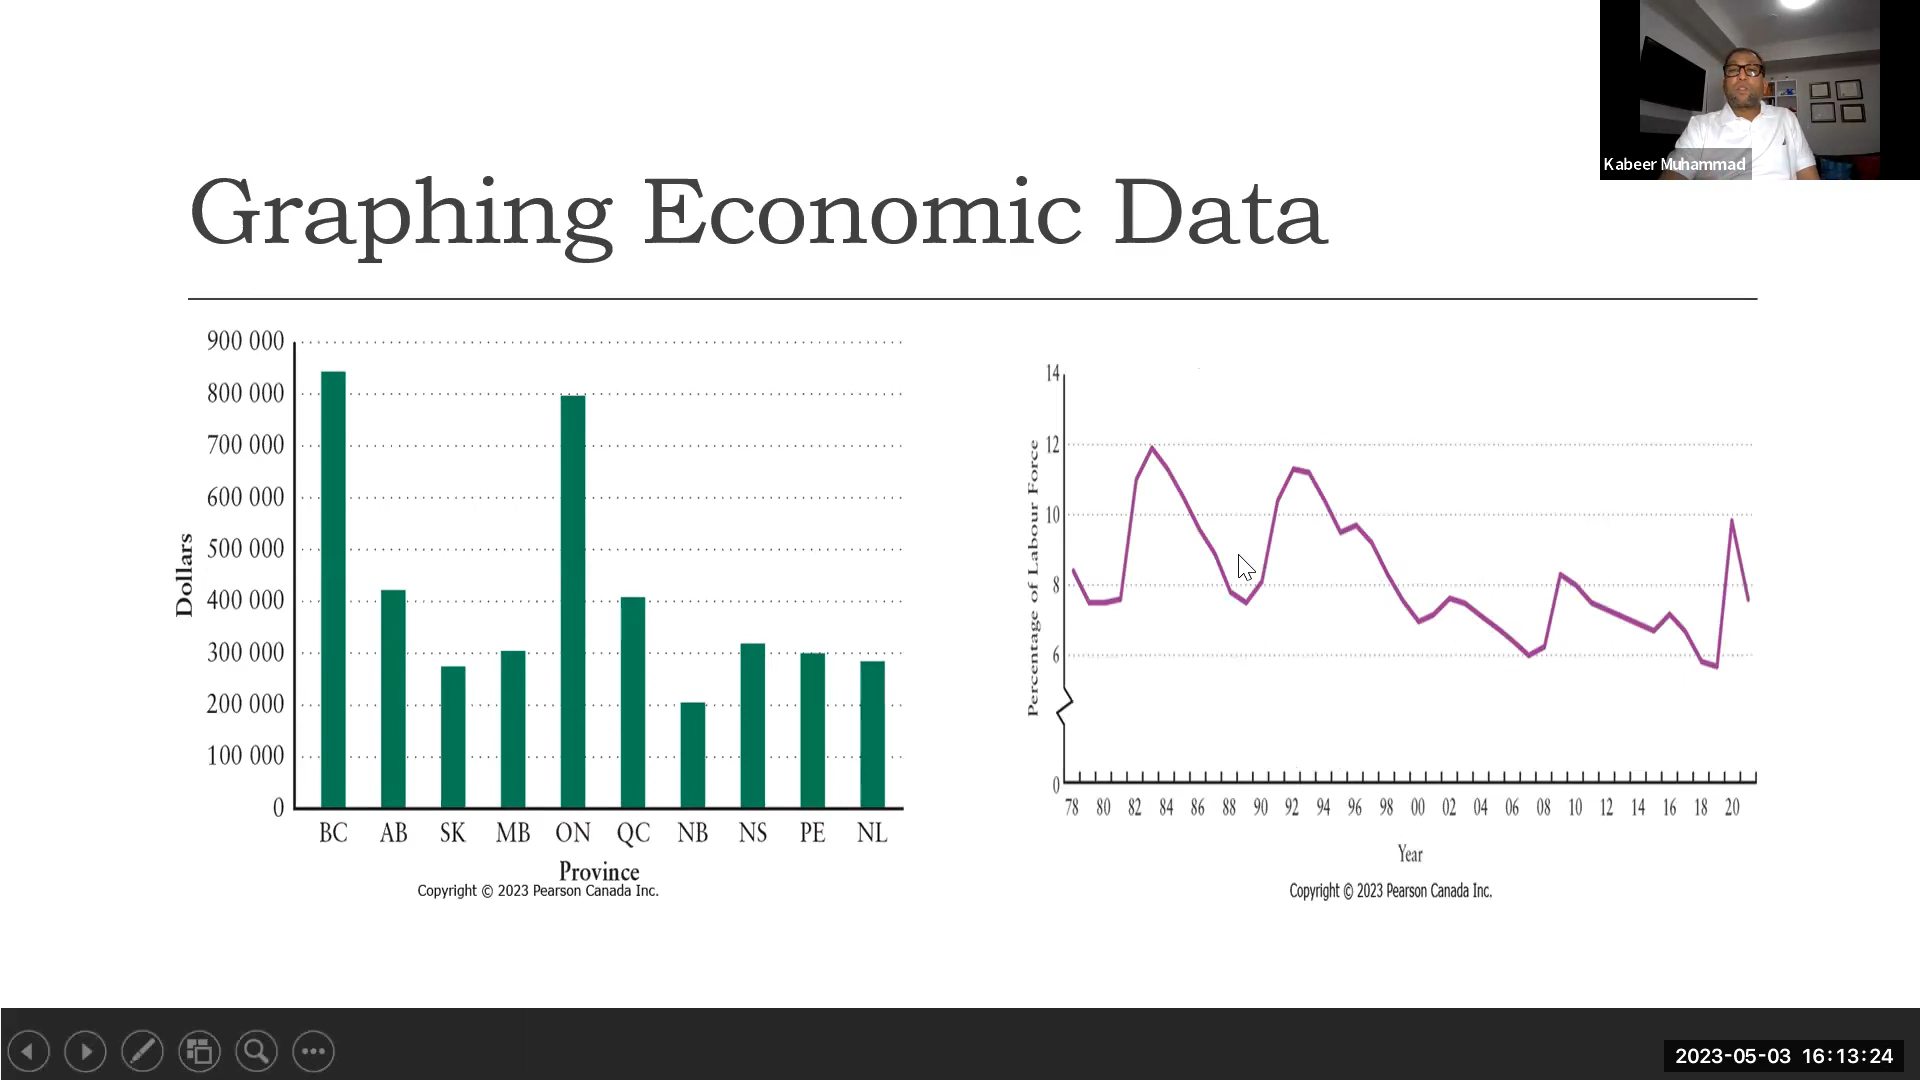 Kabeer Muhammad
Graphing Economic Data
900 000
800 000
700 000
600 000
500 000
400 000
300 000
200 000
100 000
0
Dollars
BC AB SK MB ON QC NB NS PE NL
Province
Copyright © 2023 Pearson Canada Inc.
14
12
10
8
6
0
Percentage of Labour Force
78 80 82 84 86 88 90 92 94 96 98 00 02 04 06 08 10 12 14 16 18 20
Year
Copyright © 2023 Pearson Canada Inc.
2023-05-03 16:13:24